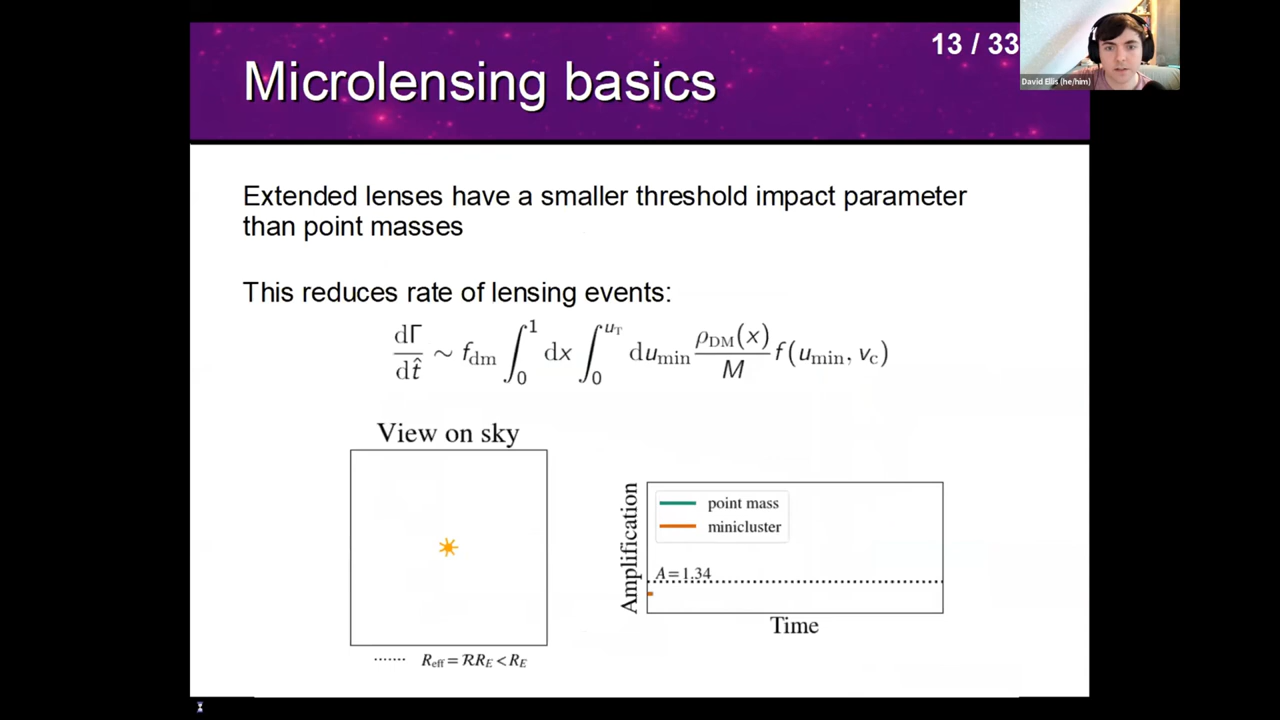 13 / 33
Microlensing basics
David Ellis (he/him)
Extended lenses have a smaller threshold impact parameter
than point masses
This reduces rate of lensing events:
dΓ/dt̂ ∼ f_dm ∫_0^1 dx ∫_0^{u_T} du_min ρ_DM(x)/M f(u_min, v_c)
View on sky
R_eff = ℛR_E < R_E
Amplification
point mass
minicluster
A = 1.34
Time